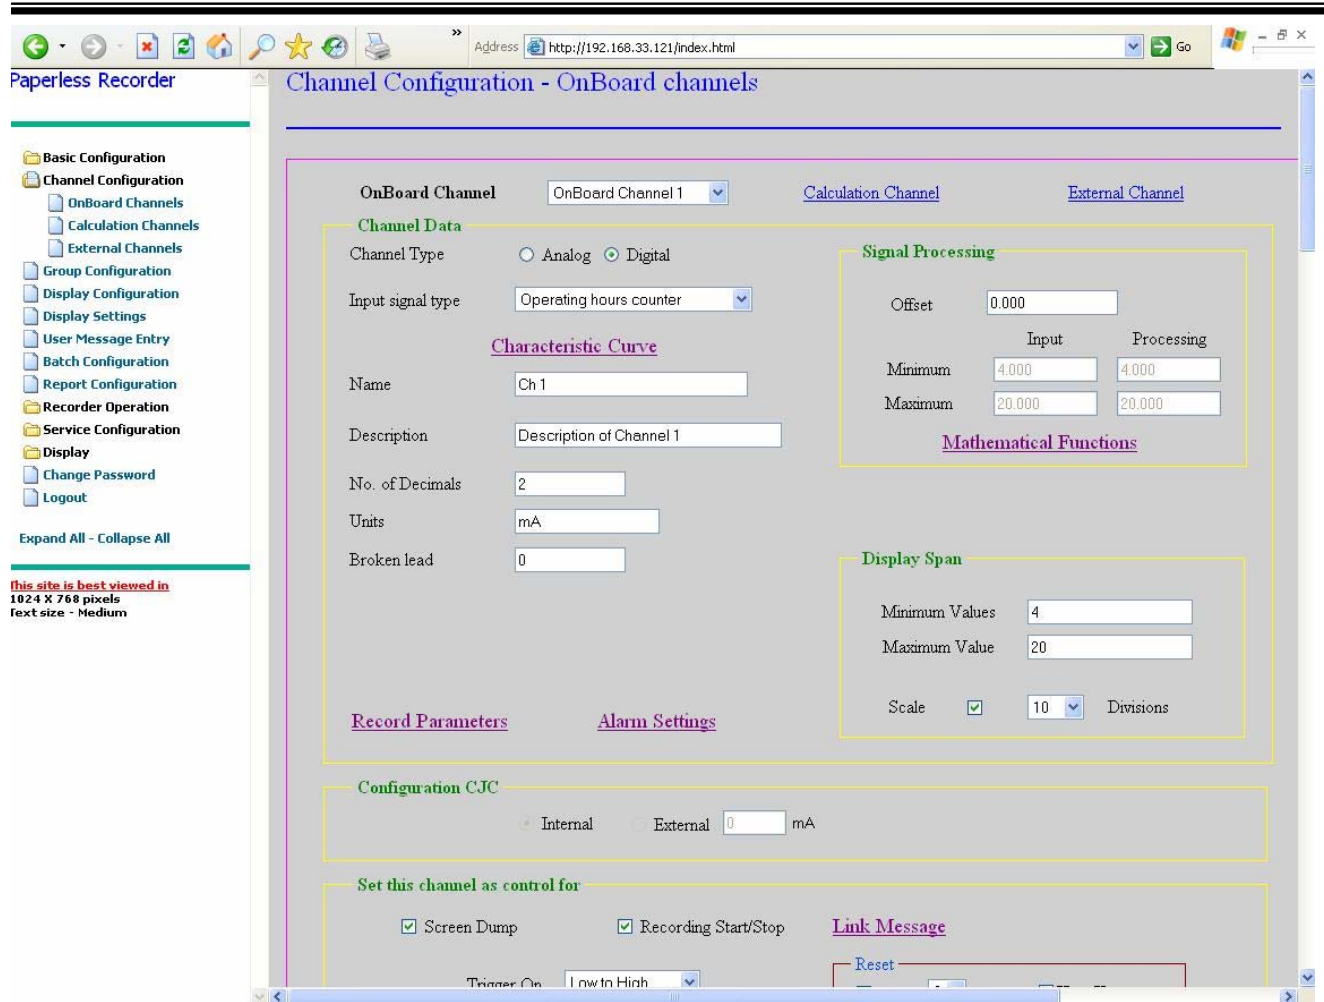 »
Address http://192.168.33.121/index.html Go
Paperless Recorder
Basic Configuration
Channel Configuration
OnBoard Channels
Calculation Channels
External Channels
Group Configuration
Display Configuration
Display Settings
User Message Entry
Batch Configuration
Report Configuration
Recorder Operation
Service Configuration
Display
Change Password
Logout
Expand All - Collapse All
This site is best viewed in
1024 X 768 pixels
Text size - Medium
Channel Configuration - OnBoard channels
OnBoard Channel OnBoard Channel 1 Calculation Channel External Channel
Channel Data
Channel Type Analog Digital
Input signal type Operating hours counter
Characteristic Curve
Name Ch 1
Description Description of Channel 1
No. of Decimals 2
Units mA
Broken lead 0
Record Parameters Alarm Settings
Signal Processing
Offset 0.000
Input Processing
Minimum 4.000 4.000
Maximum 20.000 20.000
Mathematical Functions
Display Span
Minimum Values 4
Maximum Value 20
Scale 10 Divisions
Configuration CJC
Internal External 0 mA
Set this channel as control for
Screen Dump Recording Start/Stop Link Message
Trigger On Low to High
Reset